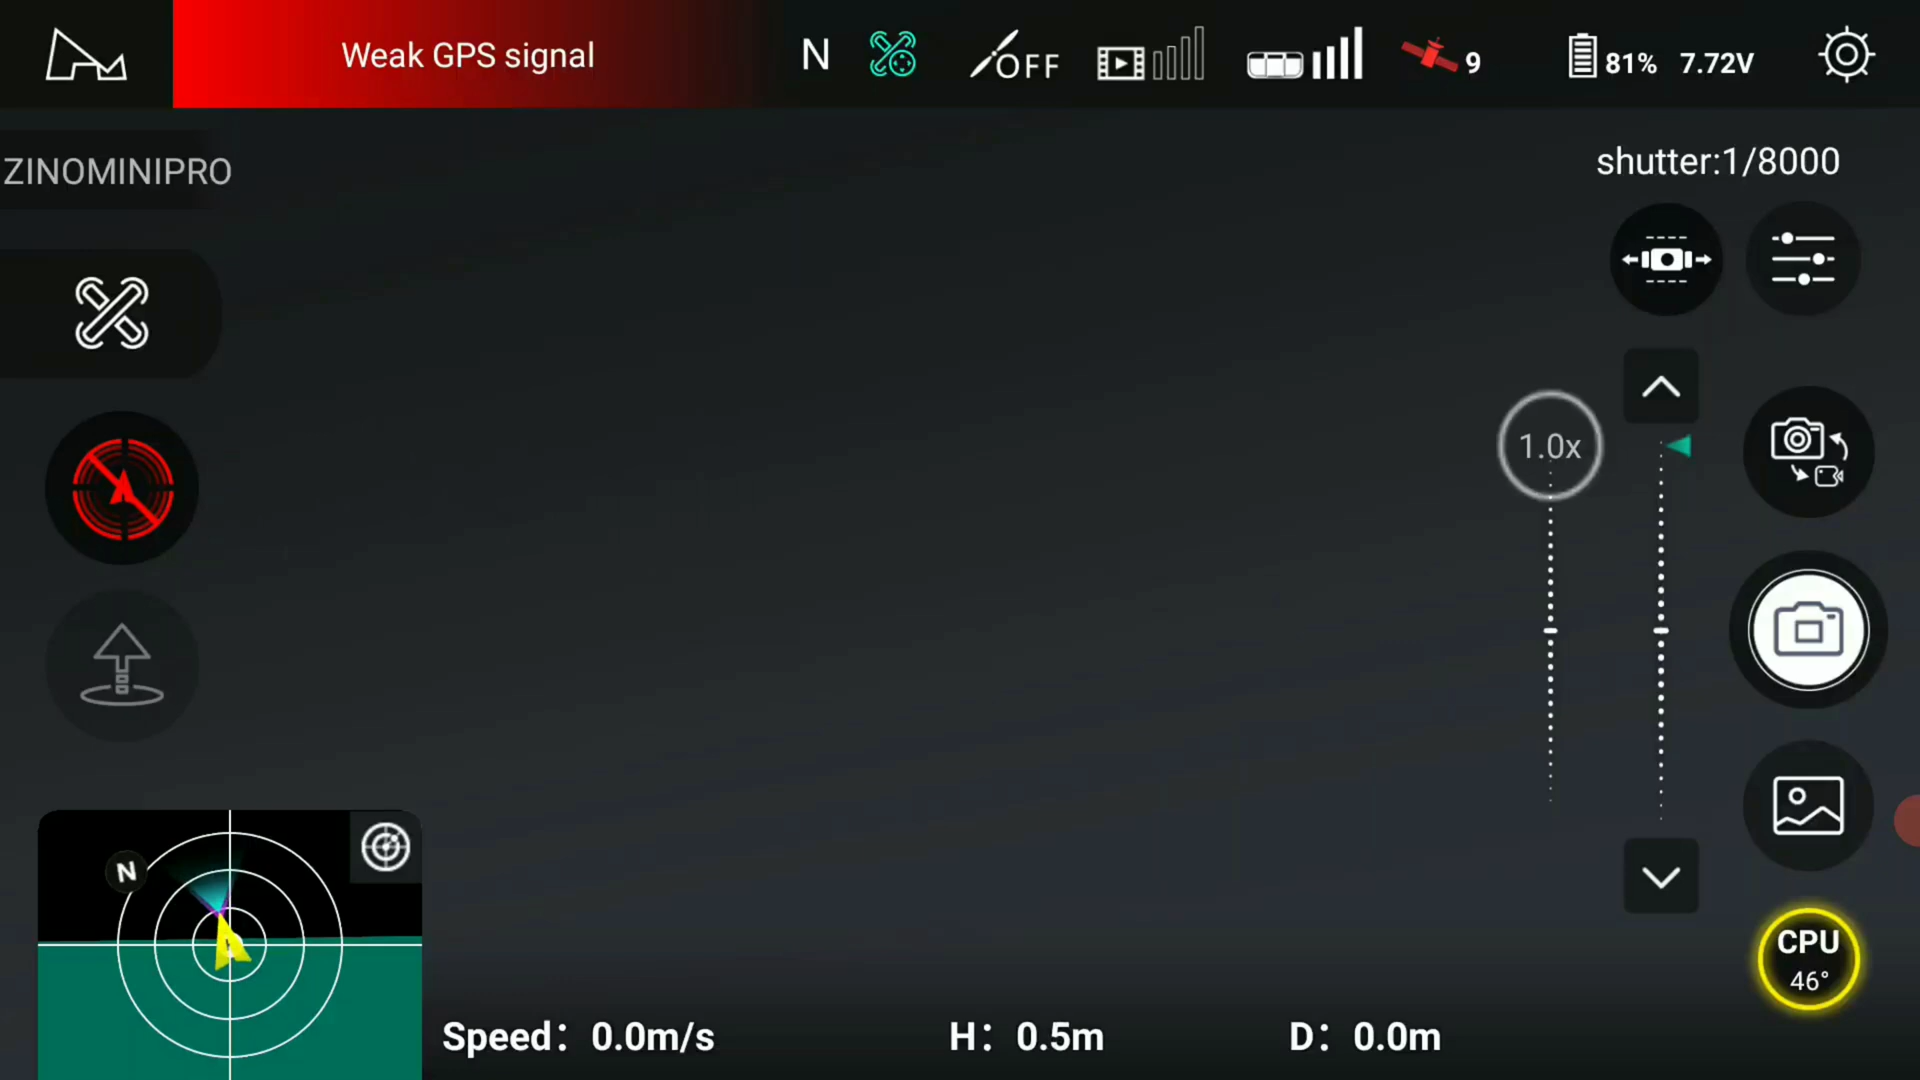 Weak GPS signal
N
OFF
9
81%
7.72V
ZINOMINIPRO
shutter:1/8000
1.0x
N
CPU
46°
Speed: 0.0m/s
H: 0.5m
D: 0.0m